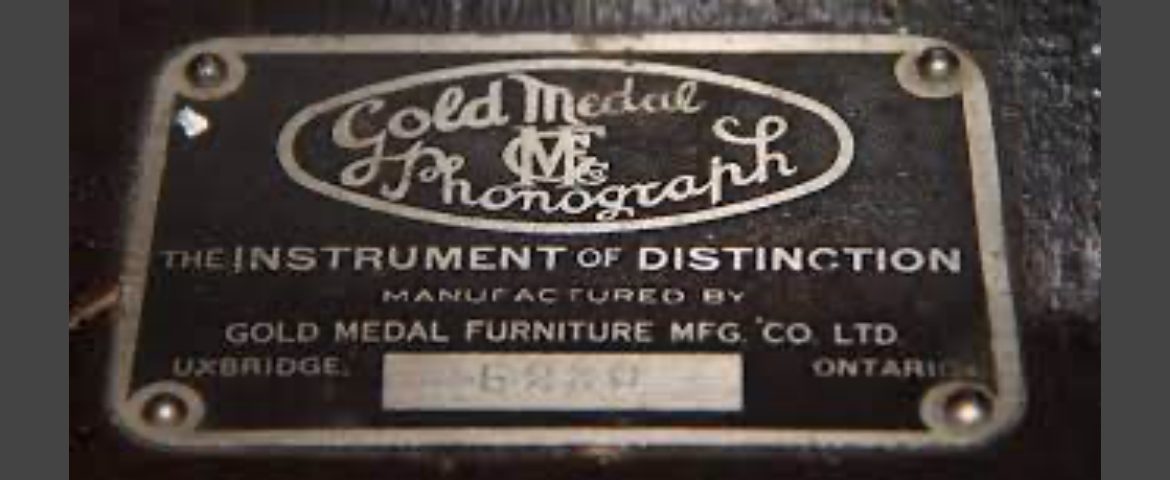 Gold Medal
Phonograph
THE INSTRUMENT OF DISTINCTION
MANUFACTURED BY
GOLD MEDAL FURNITURE MFG. CO. LTD.
UXBRIDGE, ONTARIO